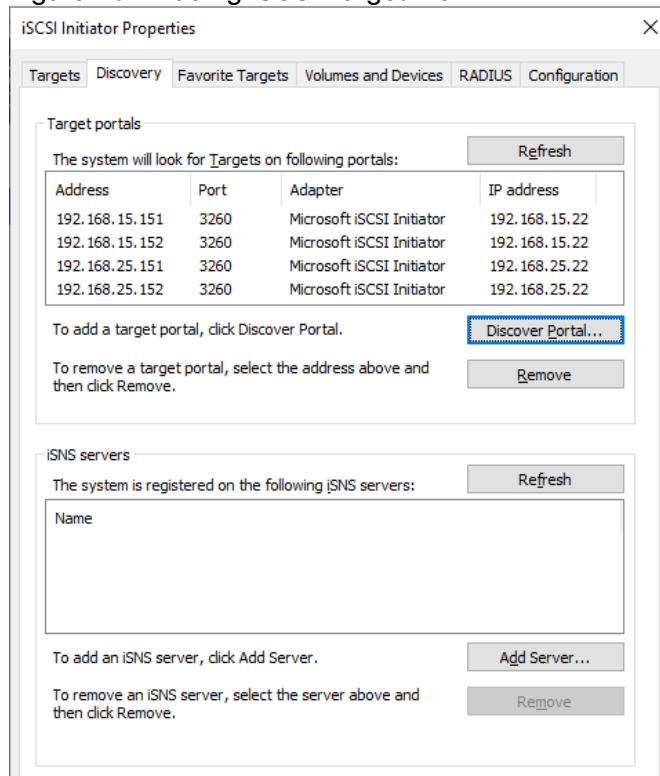 iSCSI Initiator Properties
Targets Discovery Favorite Targets Volumes and Devices RADIUS Configuration
Target portals
The system will look for Targets on following portals:
Refresh
Address Port Adapter IP address
192.168.15.151 3260 Microsoft iSCSI Initiator 192.168.15.22
192.168.15.152 3260 Microsoft iSCSI Initiator 192.168.15.22
192.168.25.151 3260 Microsoft iSCSI Initiator 192.168.25.22
192.168.25.152 3260 Microsoft iSCSI Initiator 192.168.25.22
To add a target portal, click Discover Portal.
Discover Portal...
To remove a target portal, select the address above and
then click Remove.
Remove
iSNS servers
The system is registered on the following iSNS servers:
Refresh
Name
To add an iSNS server, click Add Server.
Add Server...
To remove an iSNS server, select the server above and
then click Remove.
Remove